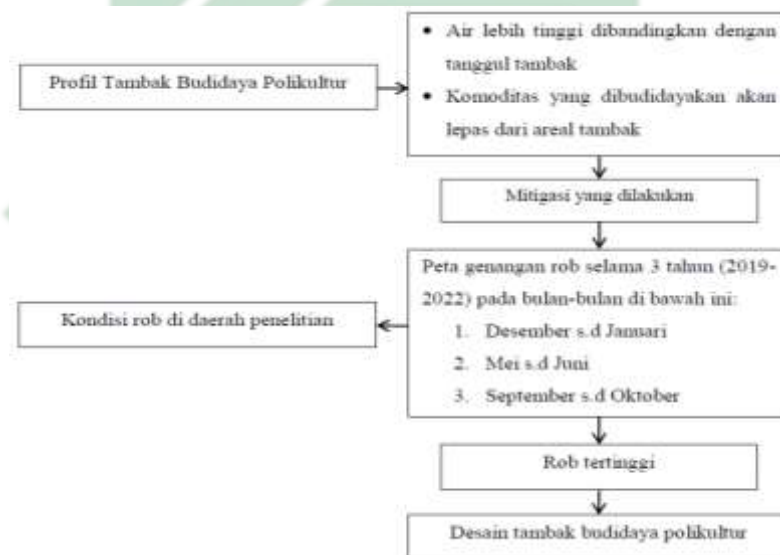 Profil Tambak Budidaya Polikultur
• Air lebih tinggi dibandingkan dengan
tanggul tambak
• Komoditas yang dibudidayakan akan
lepas dari areal tambak
Mitigasi yang dilakukan
Peta genangan rob selama 3 tahun (2019-
2022) pada bulan-bulan di bawah ini:
1. Desember s.d Januari
2. Mei s.d Juni
3. September s.d Oktober
Kondisi rob di daerah penelitian
Rob tertinggi
Desain tambak budidaya polikultur